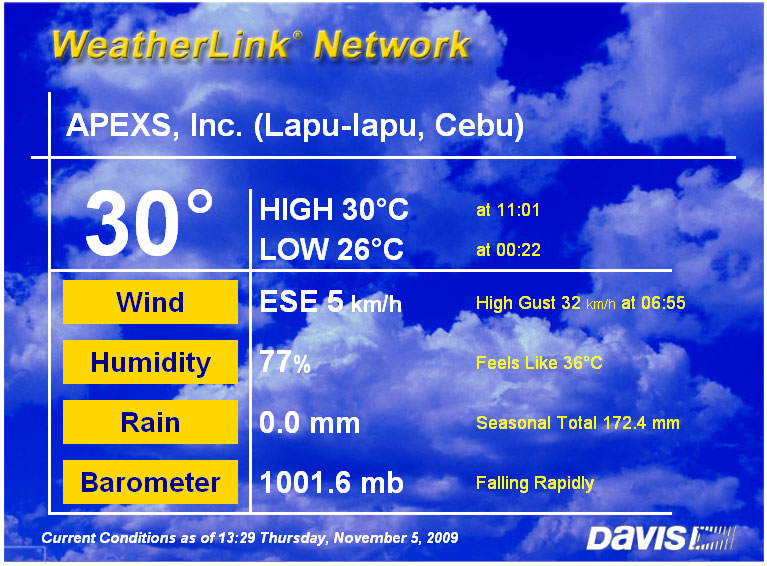 WeatherLink® Network
APEXS, Inc. (Lapu-lapu, Cebu)
30°
HIGH 30°C at 11:01
LOW 26°C at 00:22
Wind ESE 5 km/h High Gust 32 km/h at 06:55
Humidity 77% Feels Like 36°C
Rain 0.0 mm Seasonal Total 172.4 mm
Barometer 1001.6 mb Falling Rapidly
Current Conditions as of 13:29 Thursday, November 5, 2009
DAVIS